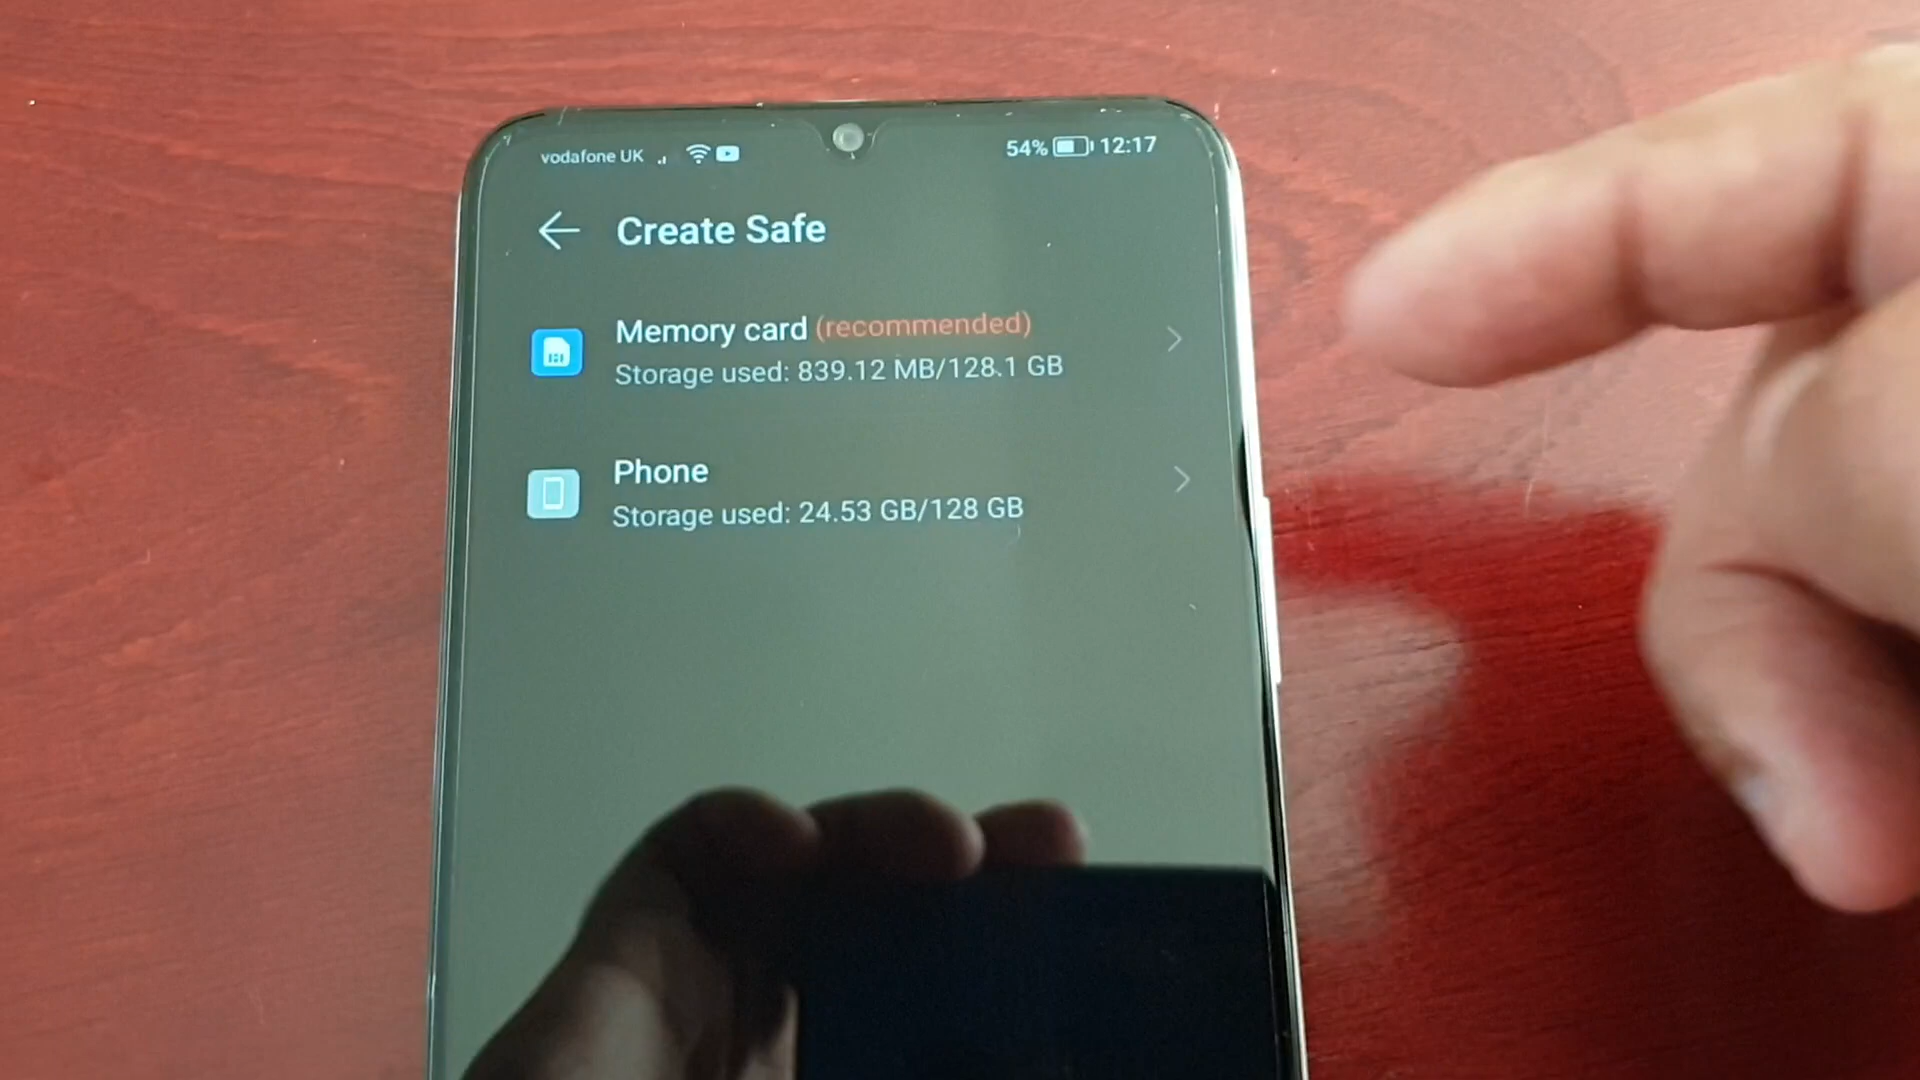 vodafone UK
54% 12:17
Create Safe
Memory card (recommended)
Storage used: 839.12 MB/128.1 GB
Phone
Storage used: 24.53 GB/128 GB